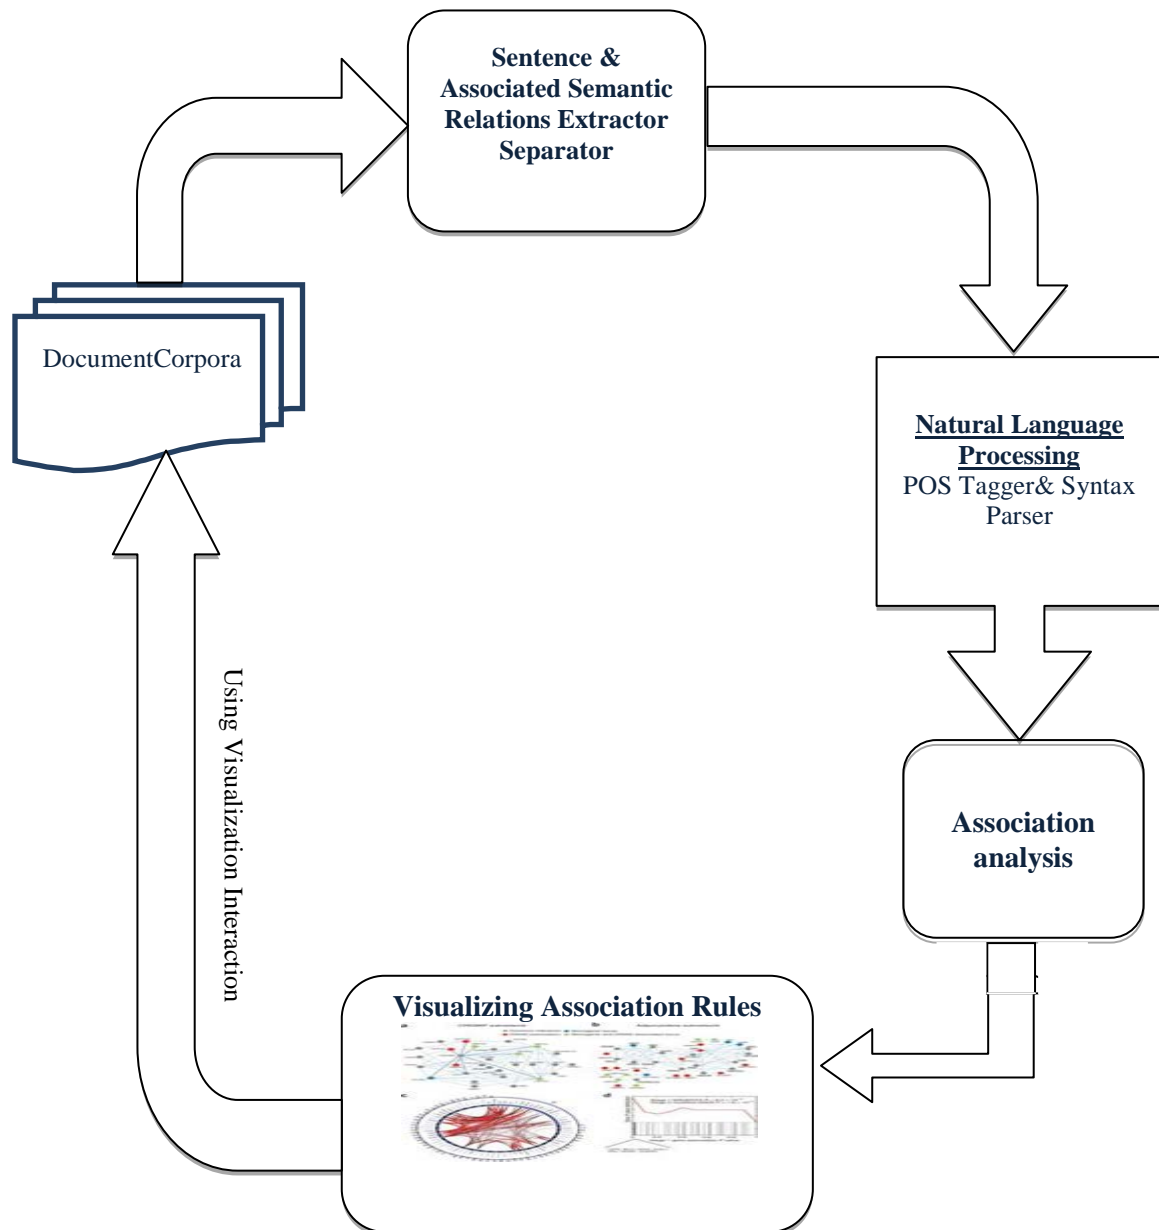 Sentence &
Associated Semantic
Relations Extractor
Separator
DocumentCorpora
Natural Language
Processing
POS Tagger& Syntax
Parser
Association
analysis
Using Visualization Interaction
Visualizing Association Rules
a
b
c
d